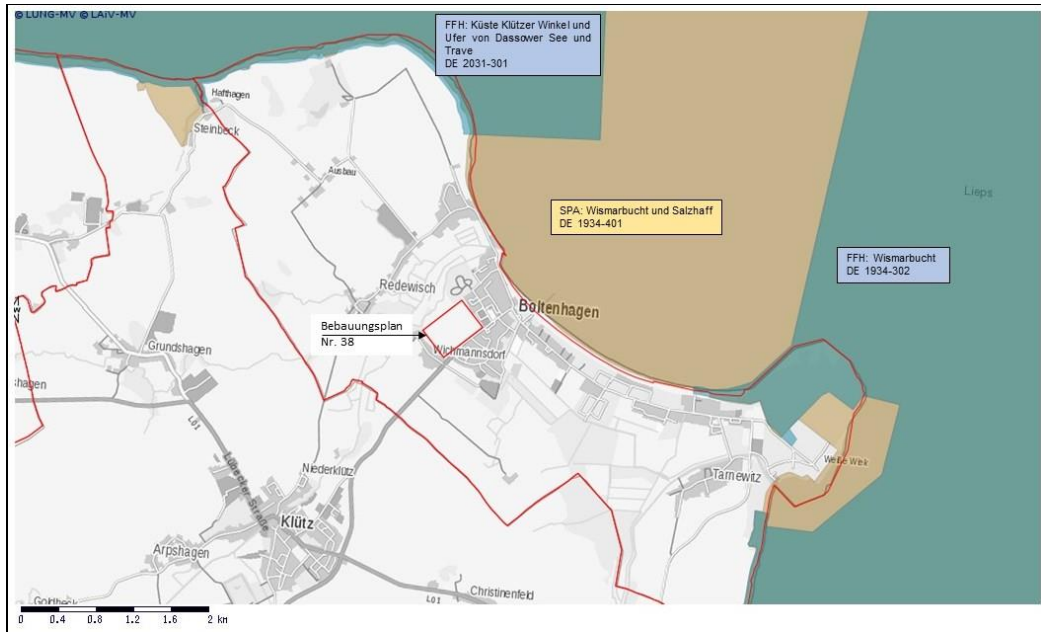 © LUNG-MV © LAiV-MV
FFH: Küste Klützer Winkel und
Ufer von Dassower See und
Trave
DE 2031-301
Hafthagen
Steinbeck
Ausbau
Lieps
SPA: Wismarbucht und Salzhaff
DE 1934-401
FFH: Wismarbucht
DE 1934-302
Redewisch
Boltenhagen
Bebauungsplan
Nr. 38
Wichmannsdorf
Grundshagen
shagen
L01
Weiße Wiek
Tarnewitz
Niederklütz
Lübecker Straße
Klütz
Arpshagen
Christinenfeld
L01
Goldbeck
0 0.4 0.8 1.2 1.6 2 km